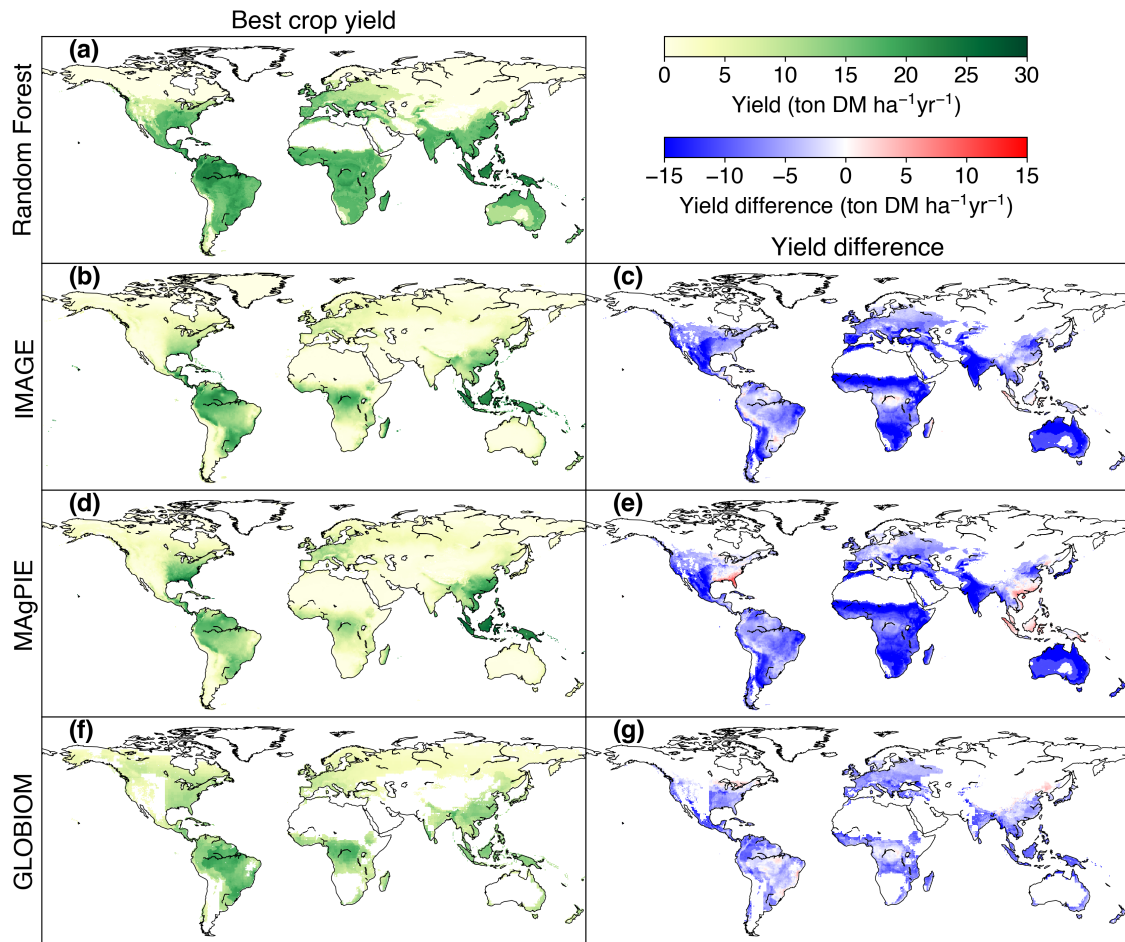 Best crop yield
(a)
Random Forest
0 5 10 15 20 25 30
Yield (ton DM ha⁻¹yr⁻¹)
−15 −10 −5 0 5 10 15
Yield difference (ton DM ha⁻¹yr⁻¹)
Yield difference
(b)
(c)
IMAGE
(d)
(e)
MAgPIE
(f)
(g)
GLOBIOM